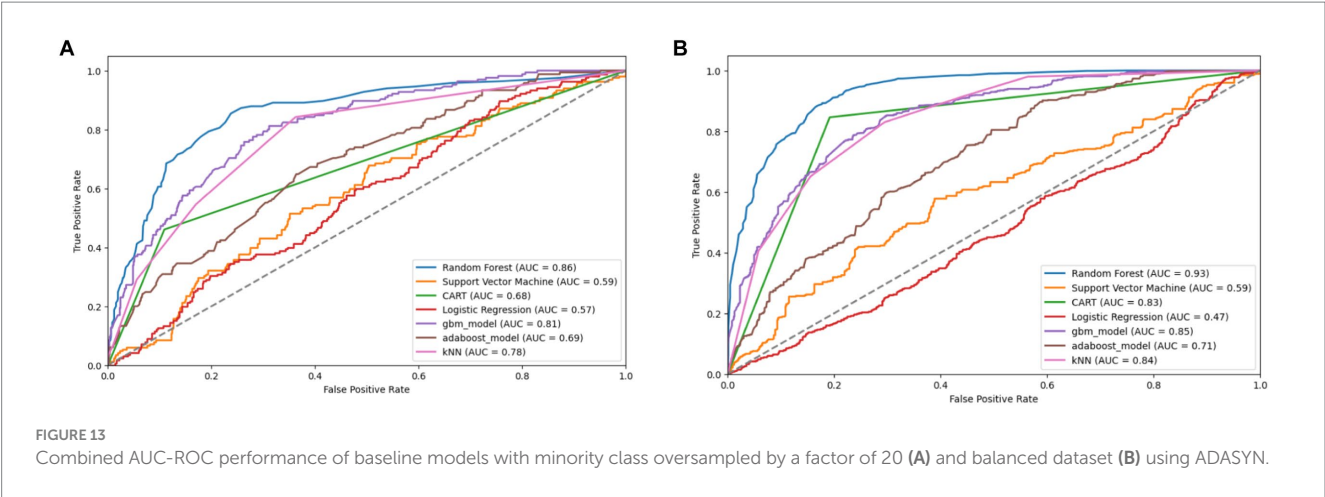 A
1.0
0.8
0.6
0.4
0.2
0.0
True Positive Rate
Random Forest (AUC = 0.86)
Support Vector Machine (AUC = 0.59)
CART (AUC = 0.68)
Logistic Regression (AUC = 0.57)
gbm_model (AUC = 0.81)
adaboost_model (AUC = 0.69)
kNN (AUC = 0.78)
0.0 0.2 0.4 0.6 0.8 1.0
False Positive Rate
B
1.0
0.8
0.6
0.4
0.2
0.0
True Positive Rate
Random Forest (AUC = 0.93)
Support Vector Machine (AUC = 0.59)
CART (AUC = 0.83)
Logistic Regression (AUC = 0.47)
gbm_model (AUC = 0.85)
adaboost_model (AUC = 0.71)
kNN (AUC = 0.84)
0.0 0.2 0.4 0.6 0.8 1.0
False Positive Rate
FIGURE 13
Combined AUC-ROC performance of baseline models with minority class oversampled by a factor of 20 (A) and balanced dataset (B) using ADASYN.